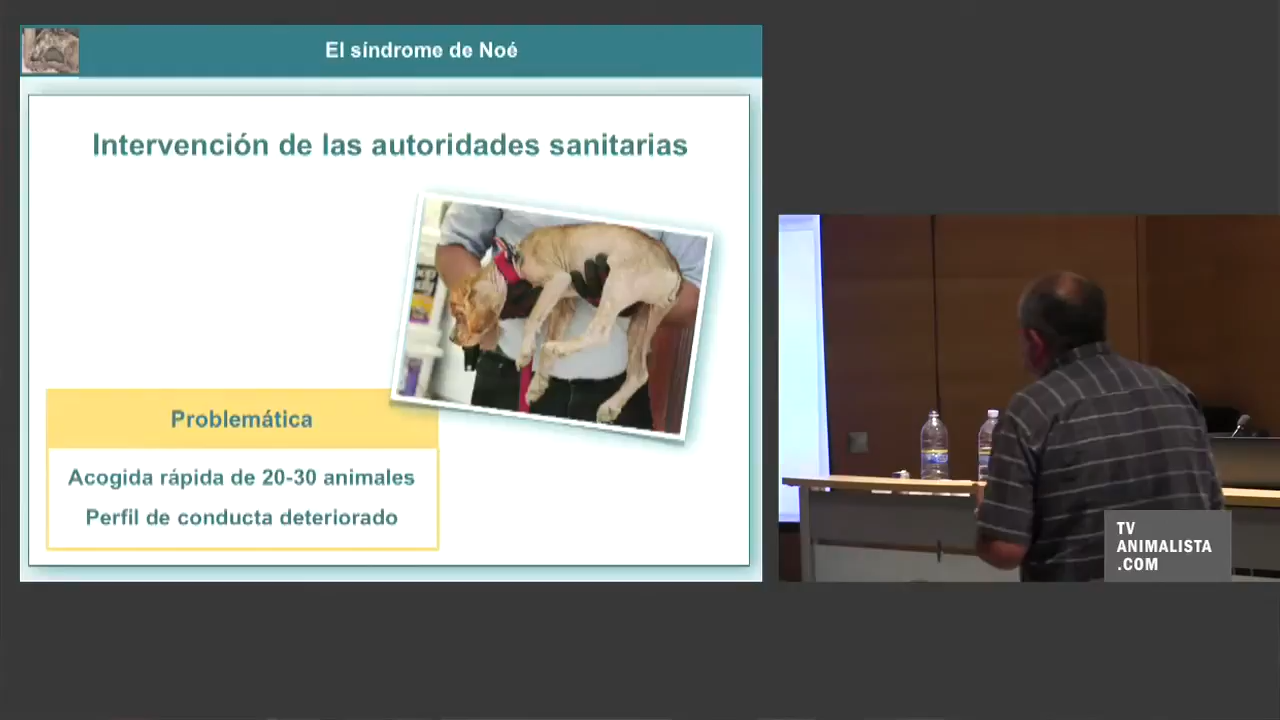 El síndrome de Noé
Intervención de las autoridades sanitarias
Problemática
Acogida rápida de 20-30 animales
Perfil de conducta deteriorado
TV
ANIMALISTA
.COM